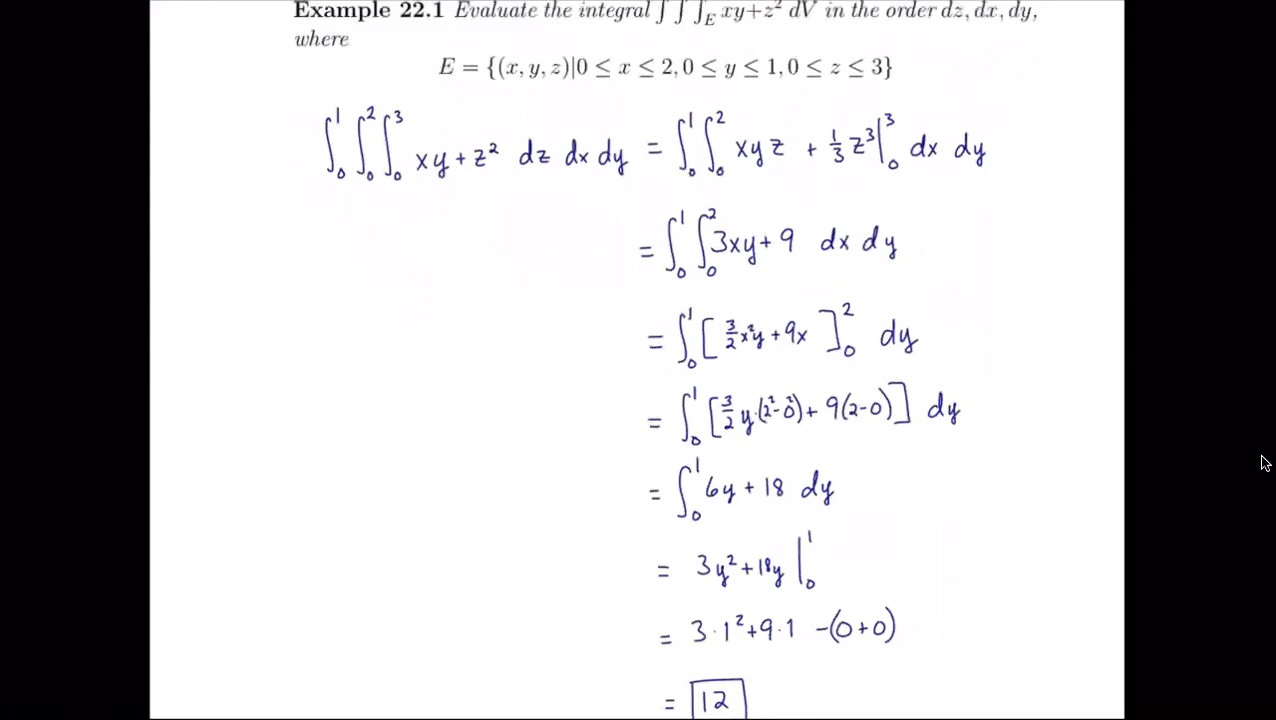 Example 22.1 Evaluate the integral ∫ ∫ ∫_E xy+z² dV in the order dz, dx, dy,
where
E = {(x, y, z)|0 ≤ x ≤ 2, 0 ≤ y ≤ 1, 0 ≤ z ≤ 3}
∫₀¹ ∫₀² ∫₀³ xy + z² dz dx dy = ∫₀¹ ∫₀² xyz + 1/3 z³|₀³ dx dy
= ∫₀¹ ∫₀² 3xy + 9 dx dy
= ∫₀¹ [3/2 x²y + 9x]₀² dy
= ∫₀¹ [3/2 y·(2² - 0²) + 9(2-0)] dy
= ∫₀¹ 6y + 18 dy
= 3y² + 18y |₀¹
= 3·1² + 9·1 -(0+0)
= 12